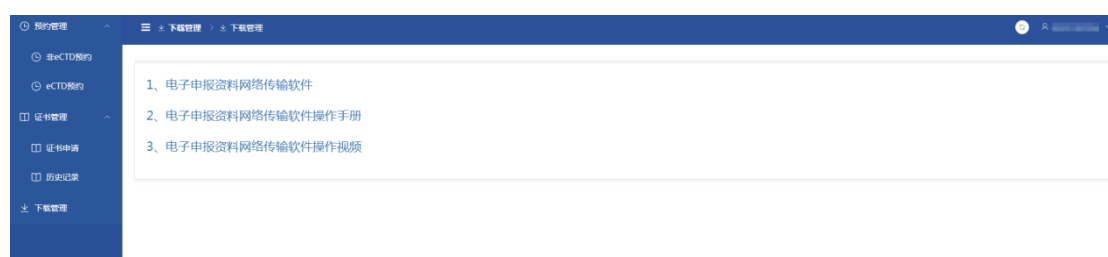 预约管理
非eCTD预约
eCTD预约
证书管理
证书申请
历史记录
下载管理
下载管理 > 下载管理
1、电子申报资料网络传输软件
2、电子申报资料网络传输软件操作手册
3、电子申报资料网络传输软件操作视频